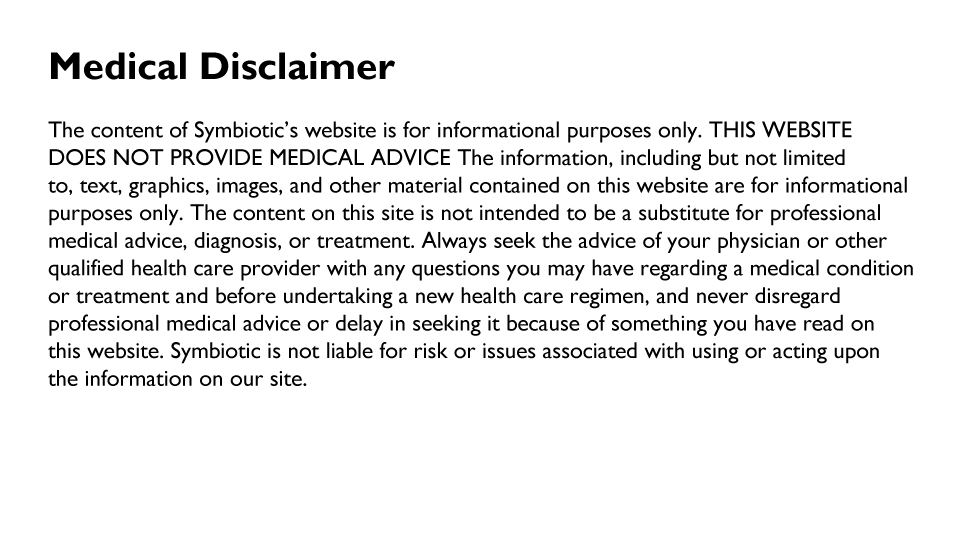 Medical Disclaimer
The content of Symbiotic’s website is for informational purposes only. THIS WEBSITE
DOES NOT PROVIDE MEDICAL ADVICE The information, including but not limited
to, text, graphics, images, and other material contained on this website are for informational
purposes only. The content on this site is not intended to be a substitute for professional
medical advice, diagnosis, or treatment. Always seek the advice of your physician or other
qualified health care provider with any questions you may have regarding a medical condition
or treatment and before undertaking a new health care regimen, and never disregard
professional medical advice or delay in seeking it because of something you have read on
this website. Symbiotic is not liable for risk or issues associated with using or acting upon
the information on our site.